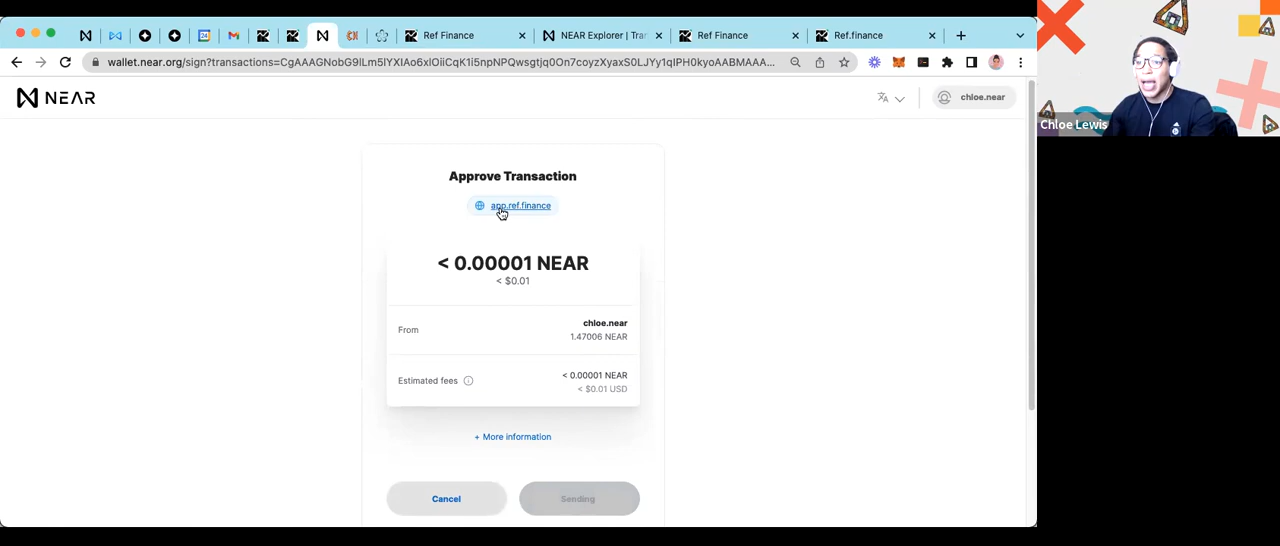 Ref Finance
NEAR Explorer | Tran
Ref Finance
Ref.finance
wallet.near.org/sign?transactions=CgAAAGNobG9lLm5lYXIAo6xlOiiCqK1i5npNPQwsgtjq0On7coyzXyaxS0LJYy1qIPH0kyoAABMAAA...
NEAR
chloe.near
Chloe Lewis
Approve Transaction
app.ref.finance
< 0.00001 NEAR
< $0.01
From
chloe.near
1.47006 NEAR
Estimated fees
< 0.00001 NEAR
< $0.01 USD
+ More information
Cancel
Sending